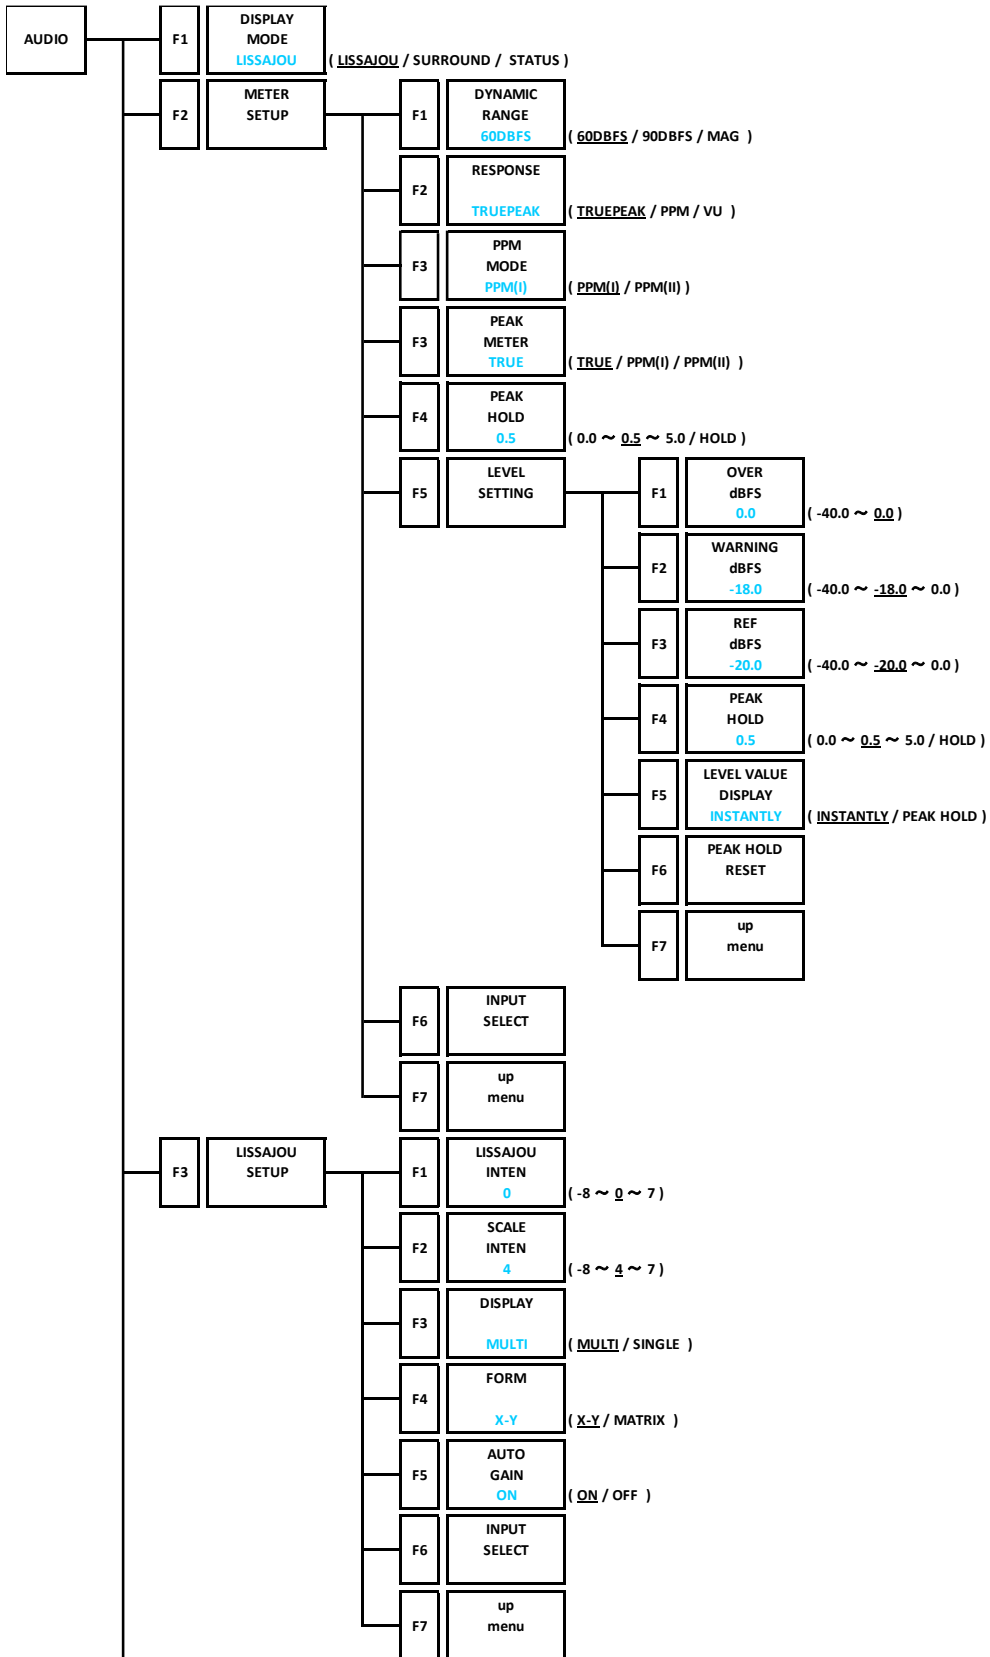 AUDIO
F1
DISPLAY
MODE
LISSAJOU
( LISSAJOU / SURROUND / STATUS )
F2
METER
SETUP
F1
DYNAMIC
RANGE
60DBFS
( 60DBFS / 90DBFS / MAG )
F2
RESPONSE
TRUEPEAK
( TRUEPEAK / PPM / VU )
F3
PPM
MODE
PPM(I)
( PPM(I) / PPM(II) )
F3
PEAK
METER
TRUE
( TRUE / PPM(I) / PPM(II) )
F4
PEAK
HOLD
0.5
( 0.0 ~ 0.5 ~ 5.0 / HOLD )
F5
LEVEL
SETTING
F1
OVER
dBFS
0.0
( -40.0 ~ 0.0 )
F2
WARNING
dBFS
-18.0
( -40.0 ~ -18.0 ~ 0.0 )
F3
REF
dBFS
-20.0
( -40.0 ~ -20.0 ~ 0.0 )
F4
PEAK
HOLD
0.5
( 0.0 ~ 0.5 ~ 5.0 / HOLD )
F5
LEVEL VALUE
DISPLAY
INSTANTLY
( INSTANTLY / PEAK HOLD )
F6
PEAK HOLD
RESET
F7
up
menu
F6
INPUT
SELECT
F7
up
menu
F3
LISSAJOU
SETUP
F1
LISSAJOU
INTEN
0
( -8 ~ 0 ~ 7 )
F2
SCALE
INTEN
4
( -8 ~ 4 ~ 7 )
F3
DISPLAY
MULTI
( MULTI / SINGLE )
F4
FORM
X-Y
( X-Y / MATRIX )
F5
AUTO
GAIN
ON
( ON / OFF )
F6
INPUT
SELECT
F7
up
menu